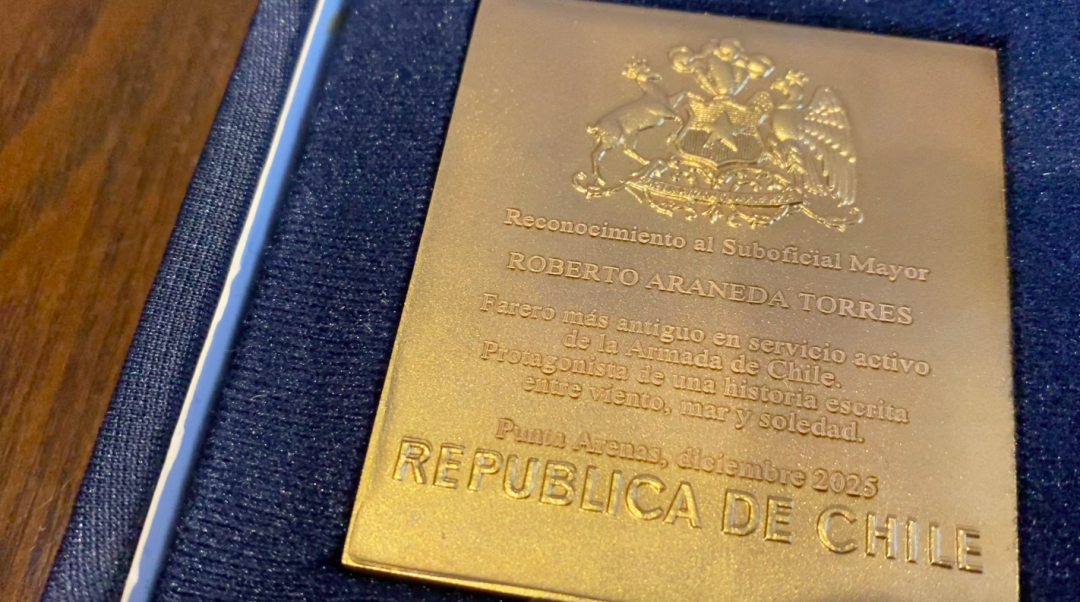 Reconocimiento al Suboficial Mayor
ROBERTO ARANEDA TORRES
Farero más antiguo en servicio activo
de la Armada de Chile.
Protagonista de una historia escrita
entre viento, mar y soledad.
Punta Arenas, diciembre 2025
REPUBLICA DE CHILE